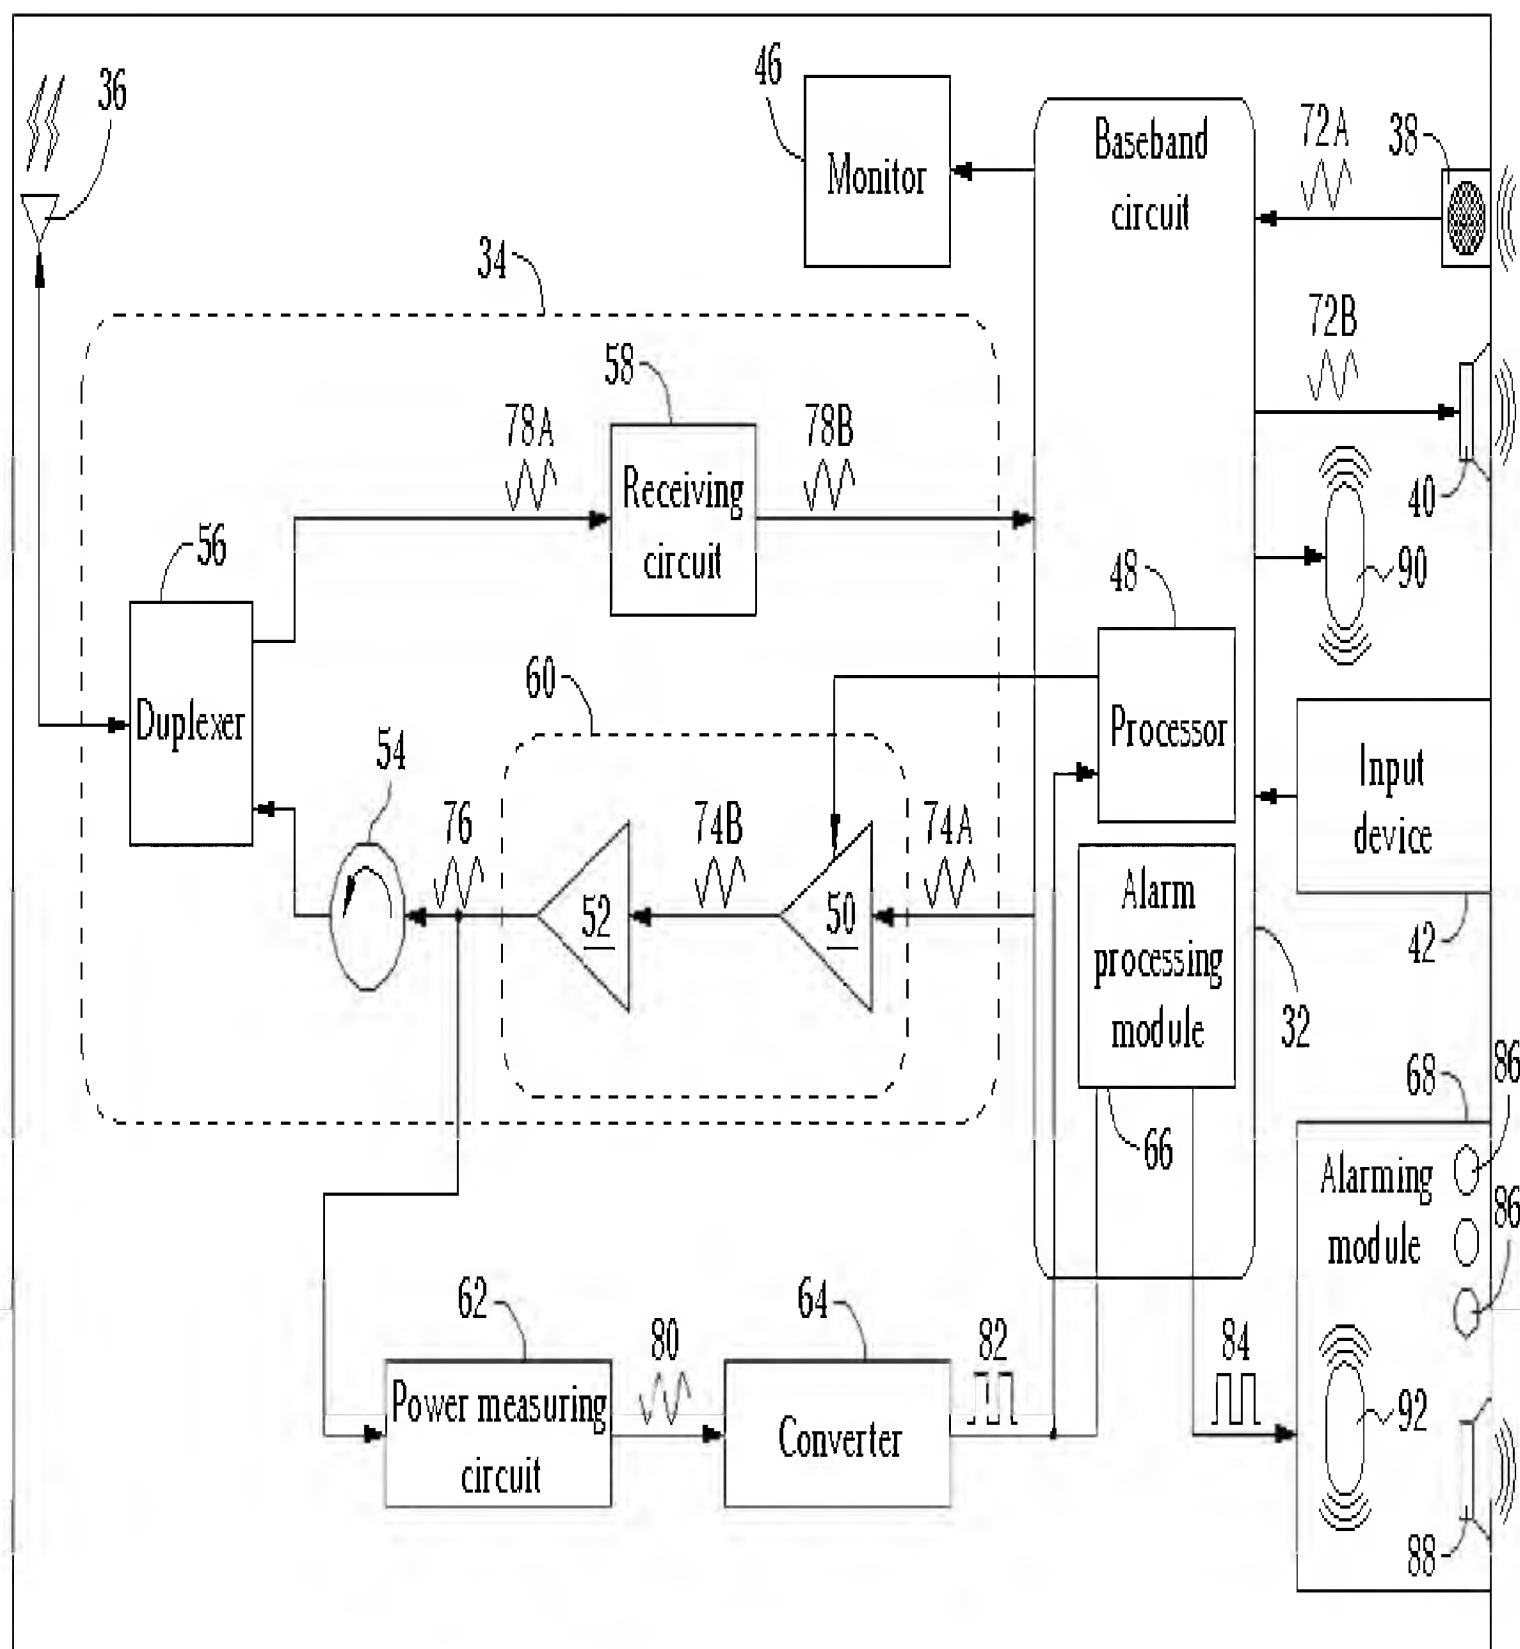 36
46
Monitor
Baseband
circuit
72A
38
34
72B
58
78A
78B
Receiving
circuit
40
56
48
90
60
Duplexer
Processor
54
Input
device
76
74B
74A
52
50
Alarm
processing
module
42
32
68
86
66
Alarming
module
86
62
64
80
82
84
Power measuring
circuit
Converter
92
88